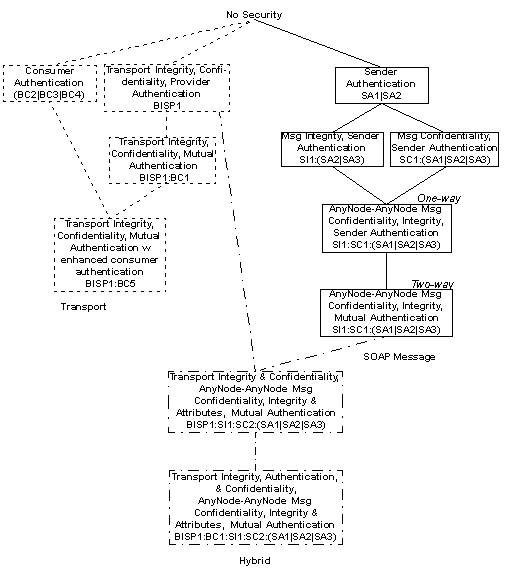 No Security
Consumer
Authentication
(BC2|BC3|BC4)
Transport Integrity, Confi-
dentiality, Provider
Authentication
BISP1
Sender
Authentication
SA1|SA2
Transport Integrity,
Confidentiality, Mutual
Authentication
BISP1:BC1
Msg Integrity, Sender
Authentication
SI1:(SA2|SA3)
Msg Confidentiality,
Sender Authentication
SC1:(SA1|SA2|SA3)
One-way
AnyNode-AnyNode Msg
Confidentiality, Integrity,
Sender Authentication
SI1:SC1:(SA1|SA2|SA3)
Transport Integrity,
Confidentiality, Mutual
Authentication w
enhanced consumer
authentication
BISP1:BC5
Transport
Two-way
AnyNode-AnyNode Msg
Confidentiality, Integrity,
Mutual Authentication
SI1:SC1:(SA1|SA2|SA3)
SOAP Message
Transport Integrity & Confidentiality,
AnyNode-AnyNode Msg
Confidentiality, Integrity &
Attributes, Mutual Authentication
BISP1:SI1:SC2:(SA1|SA2|SA3)
Transport Integrity, Authentication,
& Confidentiality,
AnyNode-AnyNode Msg
Confidentiality, Integrity &
Attributes, Mutual Authentication
BISP1:BC1:SI1:SC2:(SA1|SA2|SA3)
Hybrid